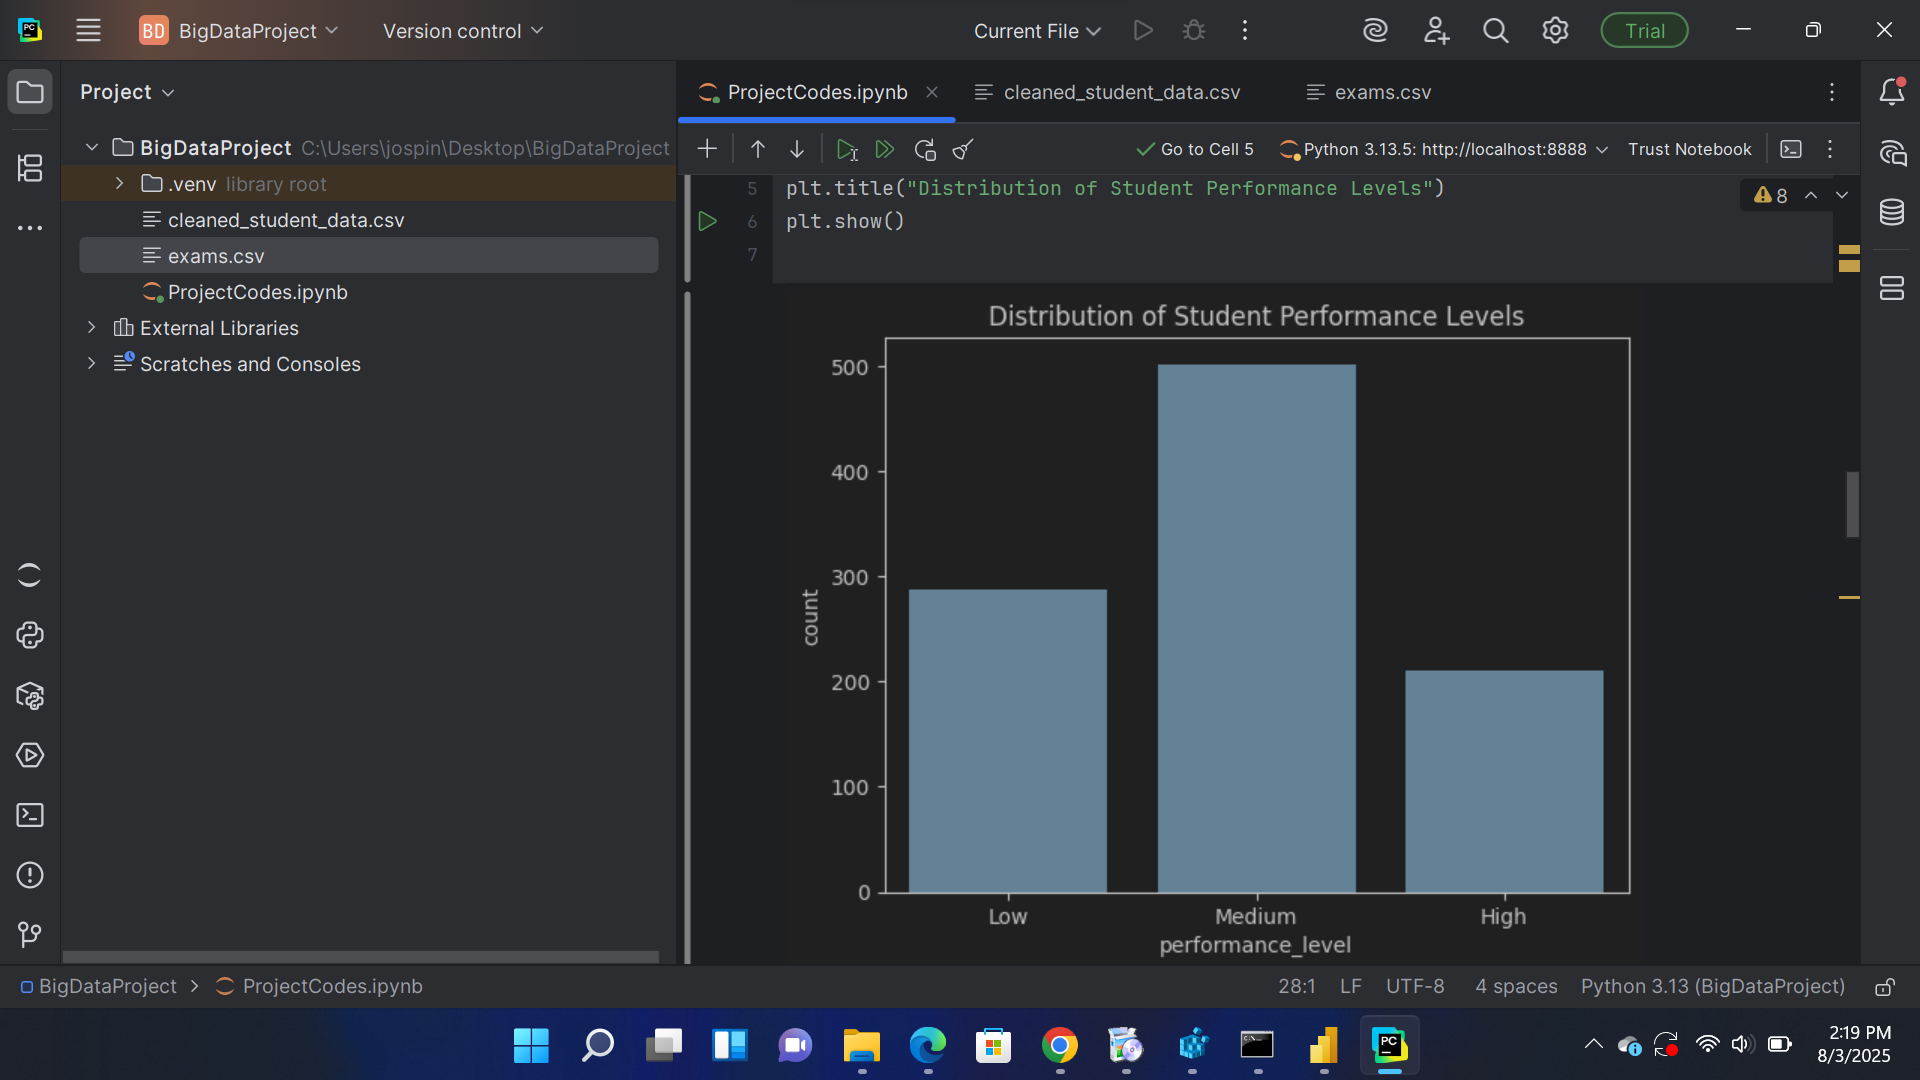 PC
BD BigDataProject
Version control
Current File
Trial
Project
ProjectCodes.ipynb
cleaned_student_data.csv
exams.csv
BigDataProject C:\Users\jospin\Desktop\BigDataProject
.venv library root
cleaned_student_data.csv
exams.csv
ProjectCodes.ipynb
External Libraries
Scratches and Consoles
Go to Cell 5
Python 3.13.5: http://localhost:8888
Trust Notebook
5 plt.title("Distribution of Student Performance Levels")
8
6 plt.show()
7
Distribution of Student Performance Levels
500
400
300
200
100
0
count
Low Medium High
performance_level
BigDataProject > ProjectCodes.ipynb
28:1 LF UTF-8 4 spaces Python 3.13 (BigDataProject)
PC
2:19 PM
8/3/2025